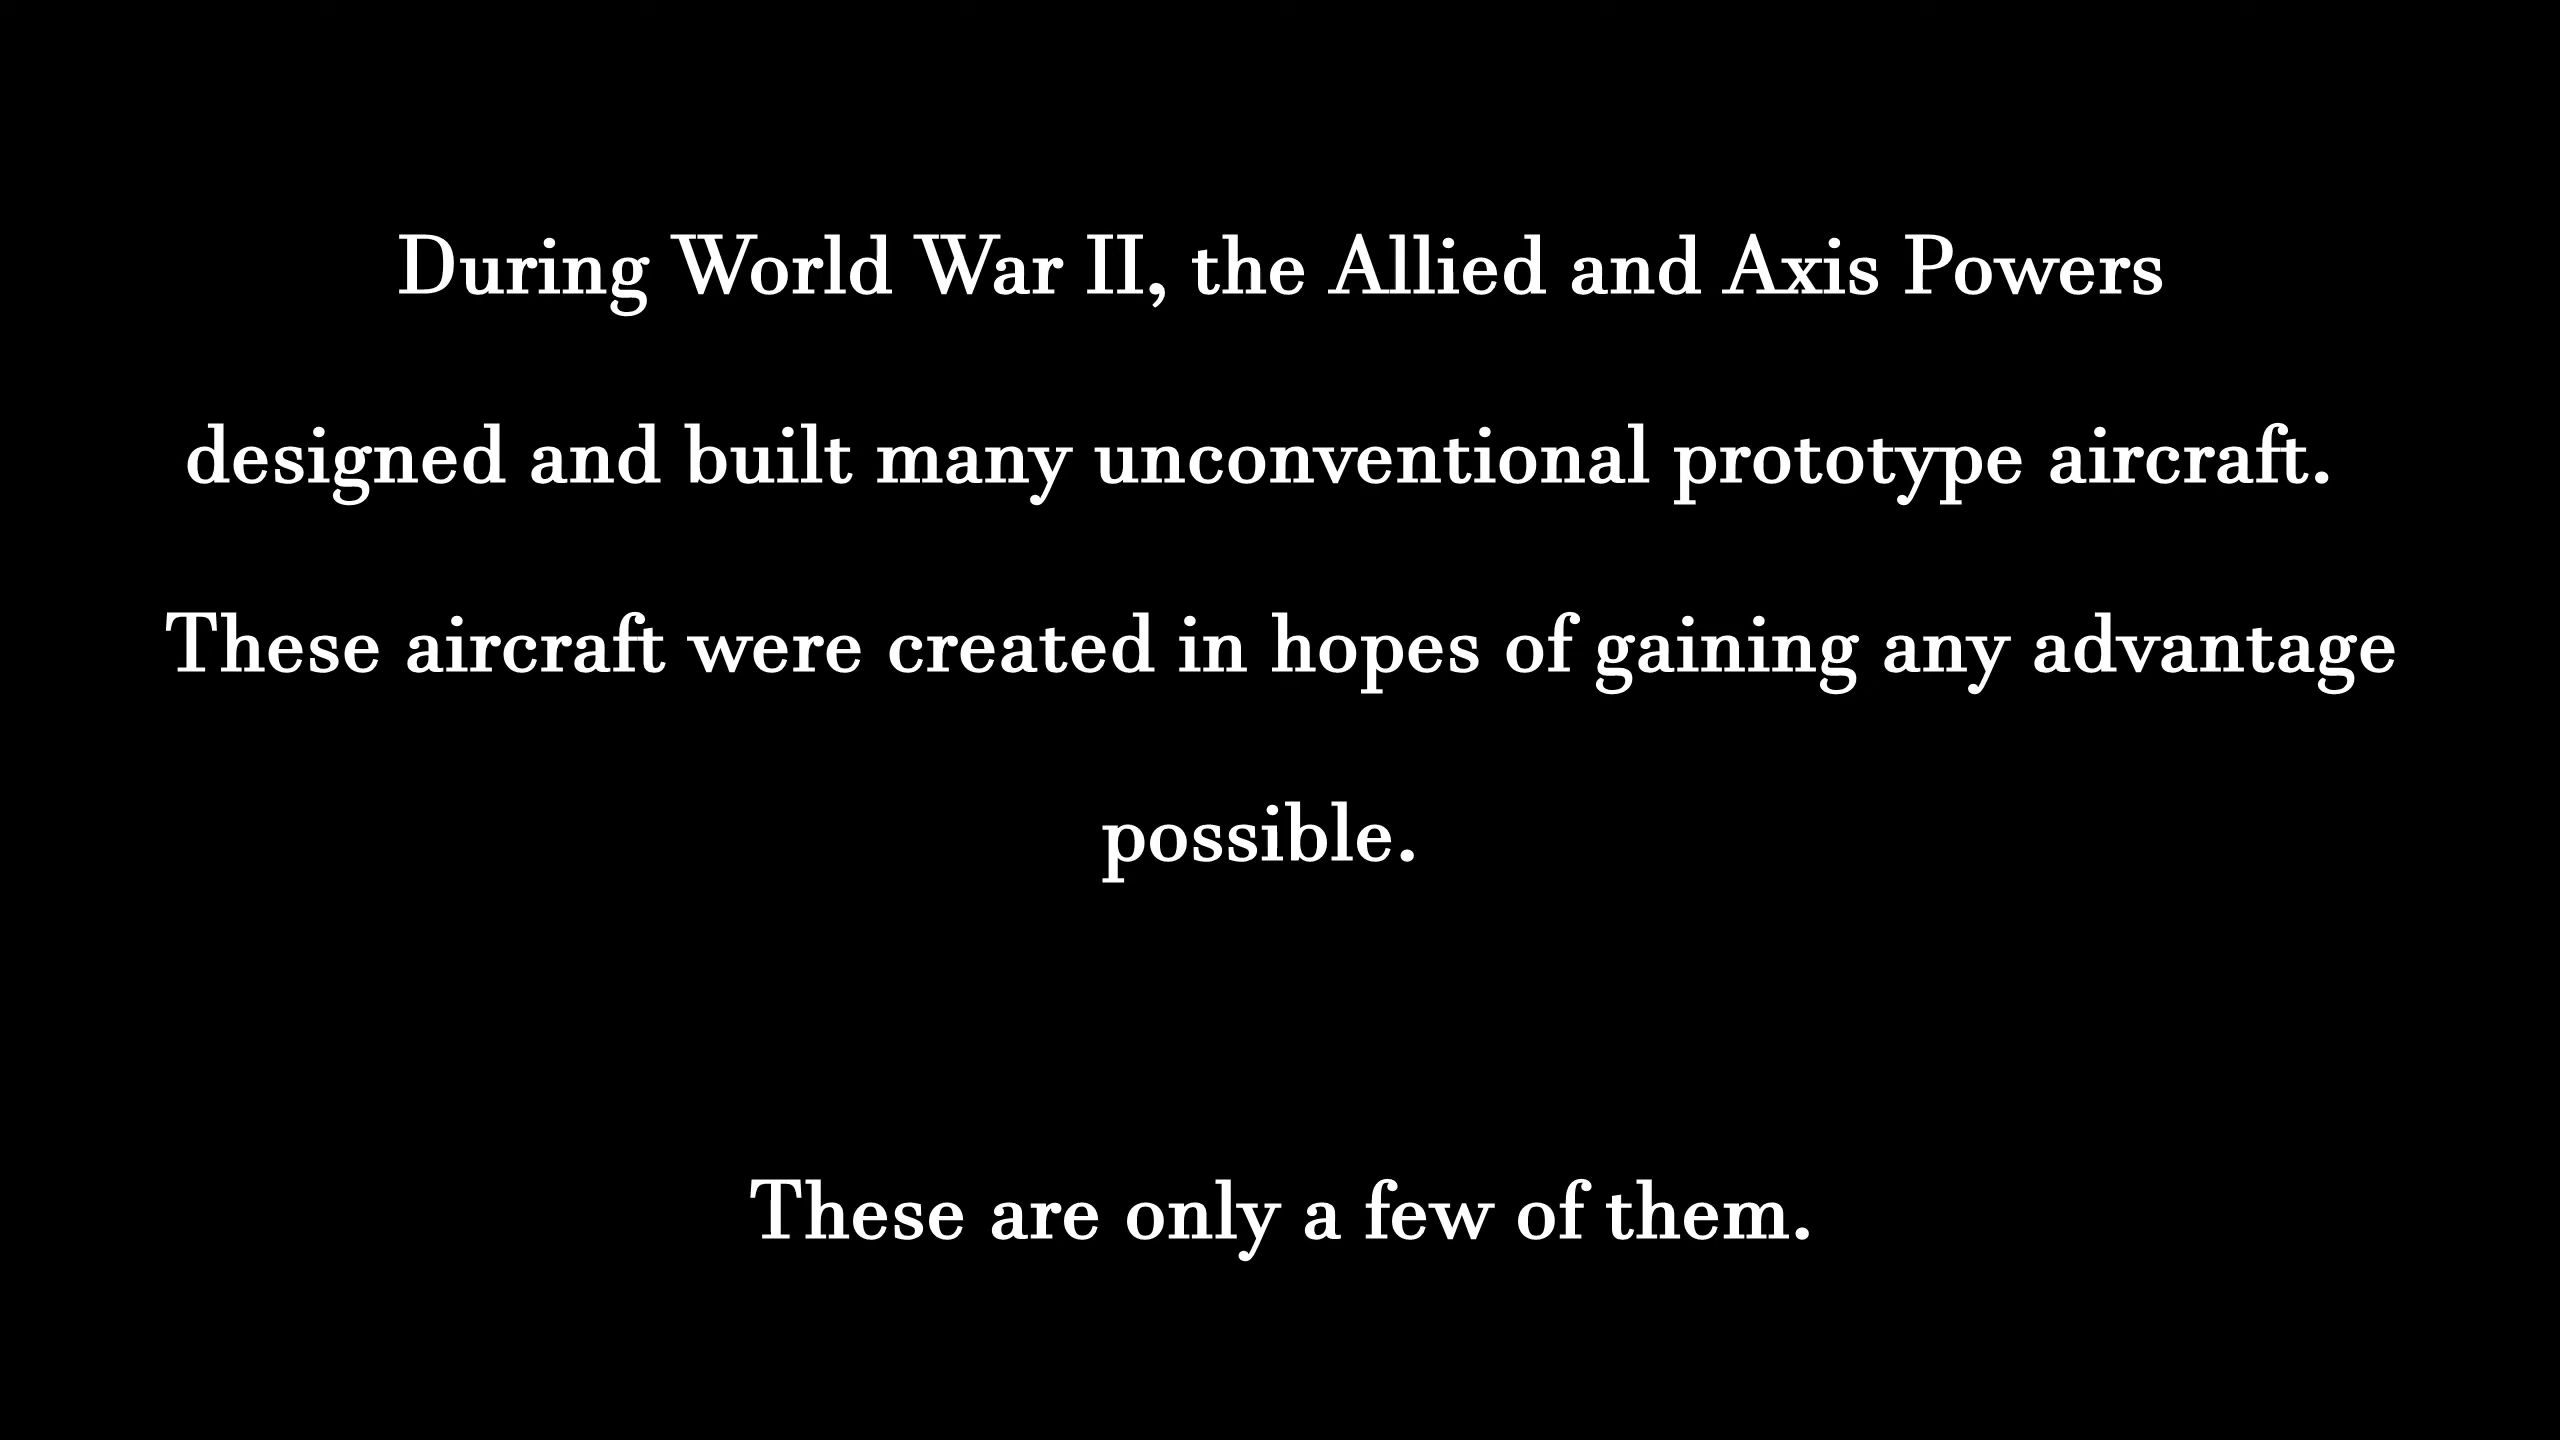 During World War II, the Allied and Axis Powers
designed and built many unconventional prototype aircraft.
These aircraft were created in hopes of gaining any advantage
possible.
These are only a few of them.